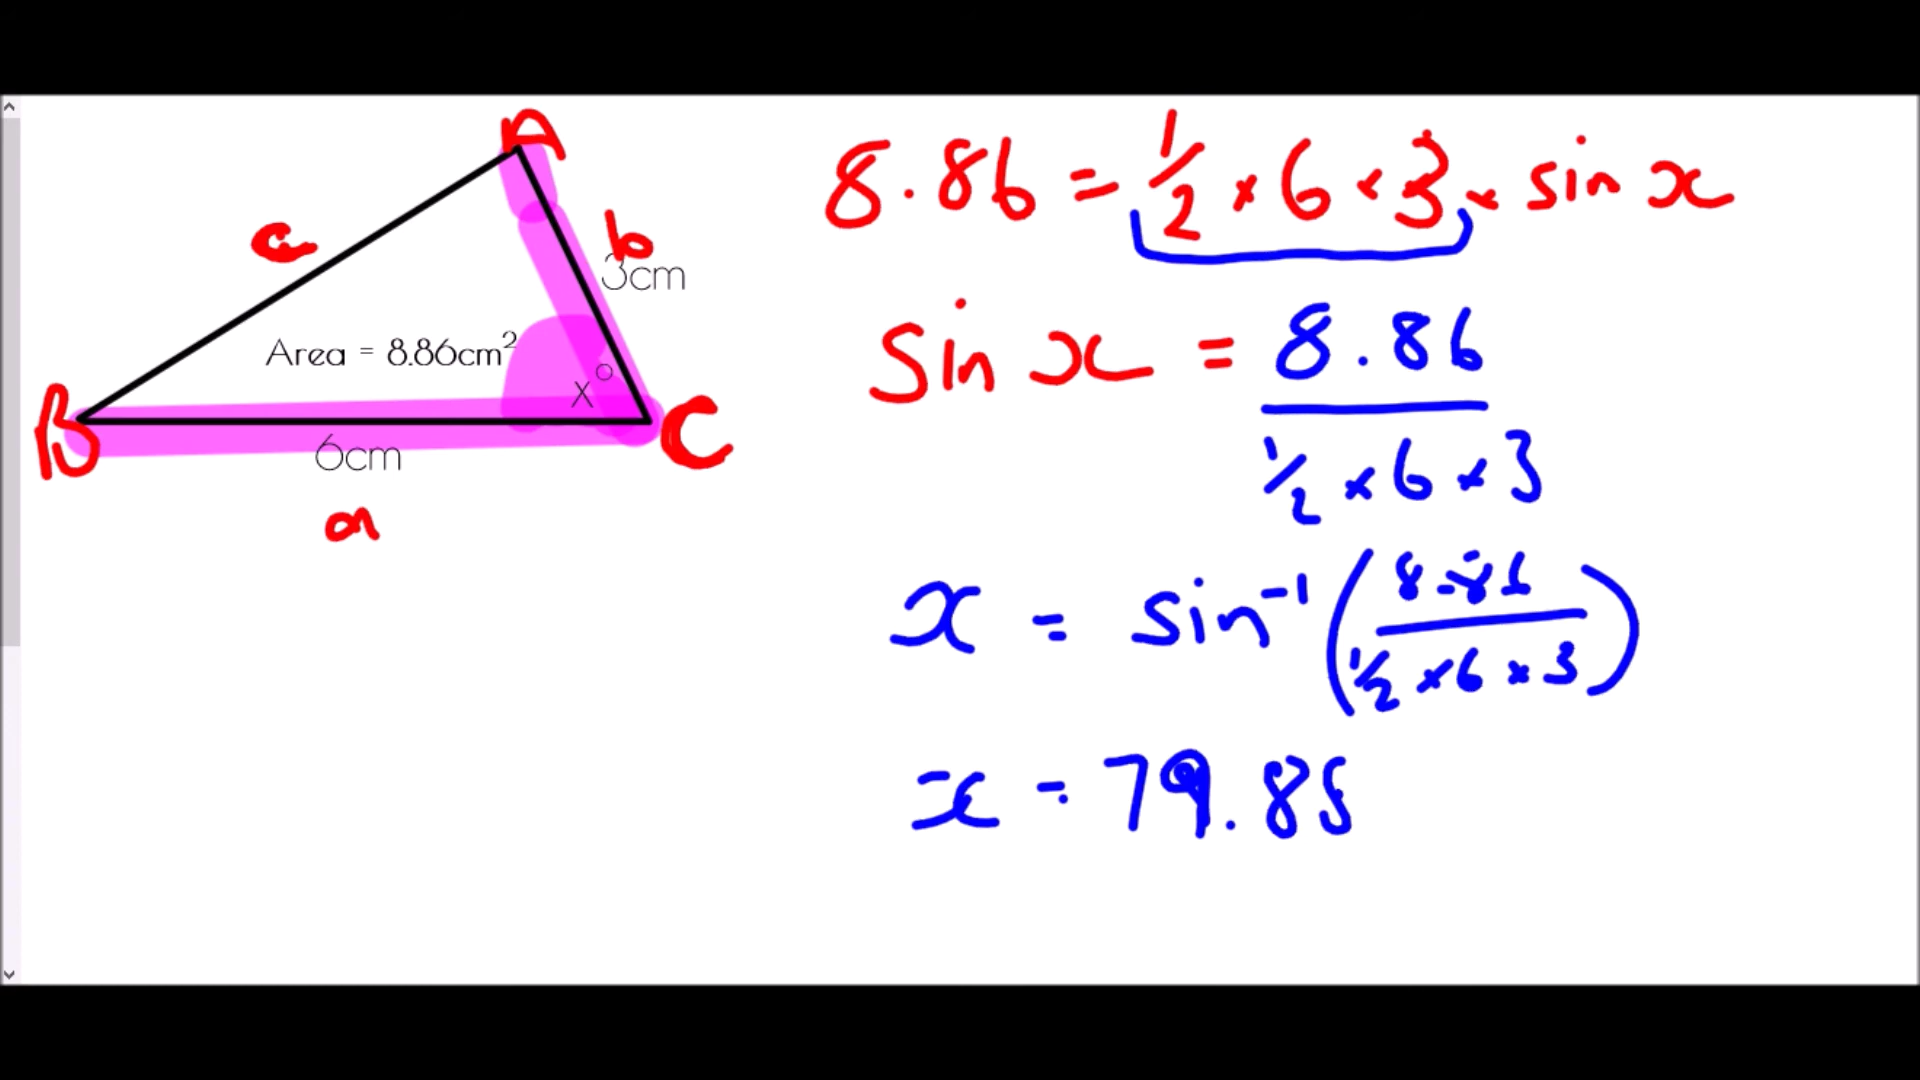 A
8.86 = 1/2 × 6 × 3 × sin x
c
b
3cm
Area = 8.86cm²
x°
sin x = 8.86
1/2 × 6 × 3
B
C
6cm
a
x = sin⁻¹ ( 8.86
1/2 × 6 × 3 )
x = 79.85